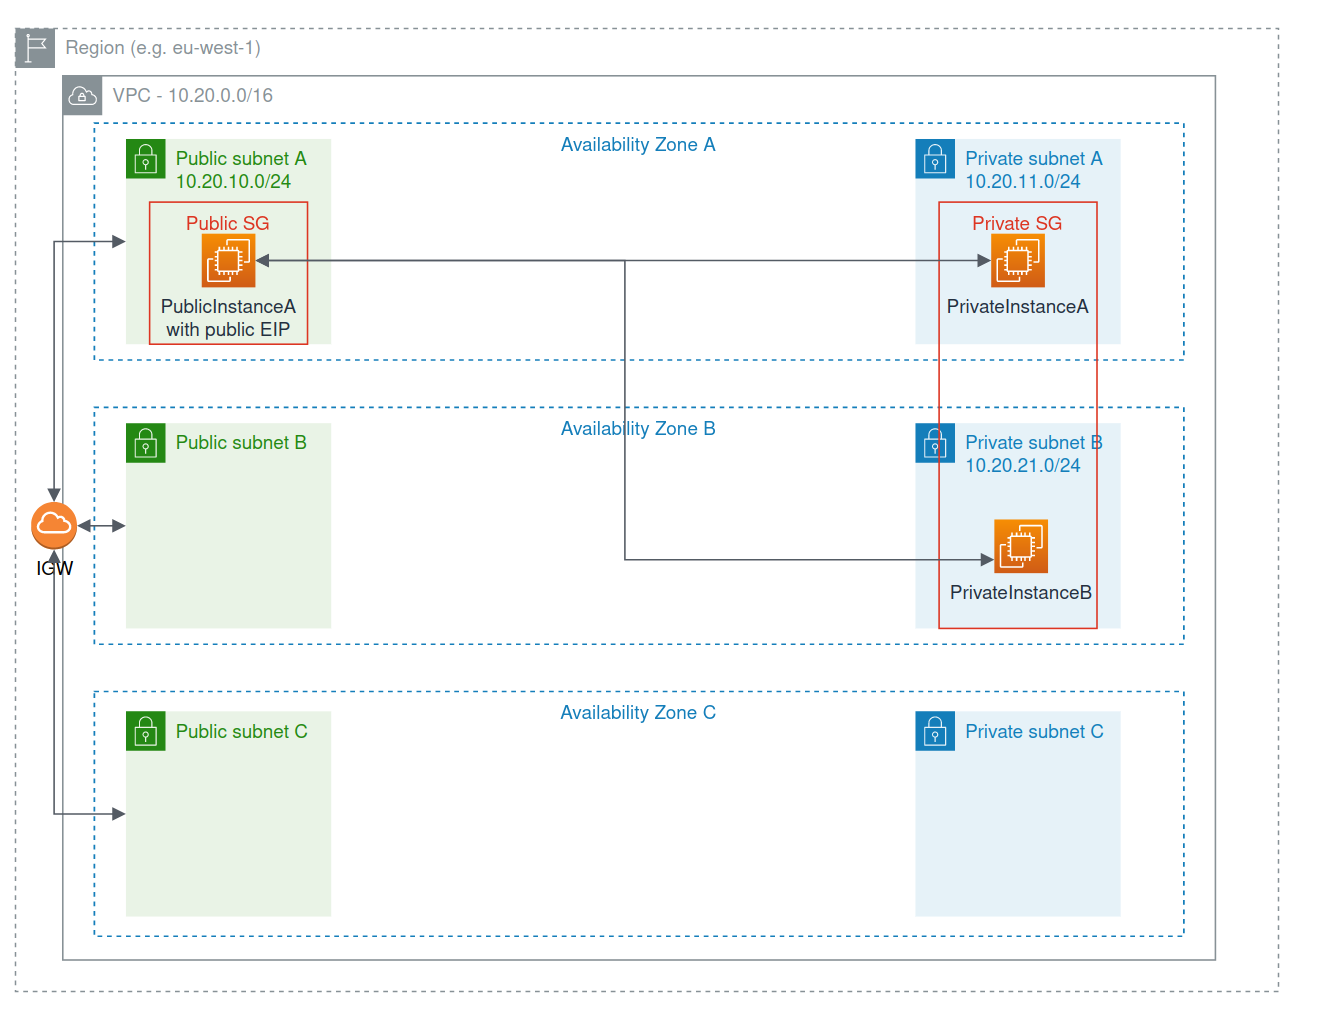 Region (e.g. eu-west-1)
VPC - 10.20.0.0/16
Availability Zone A
Public subnet A
10.20.10.0/24
Public SG
PublicInstanceA
with public EIP
Private subnet A
10.20.11.0/24
Private SG
PrivateInstanceA
Availability Zone B
Public subnet B
Private subnet B
10.20.21.0/24
PrivateInstanceB
IGW
Availability Zone C
Public subnet C
Private subnet C